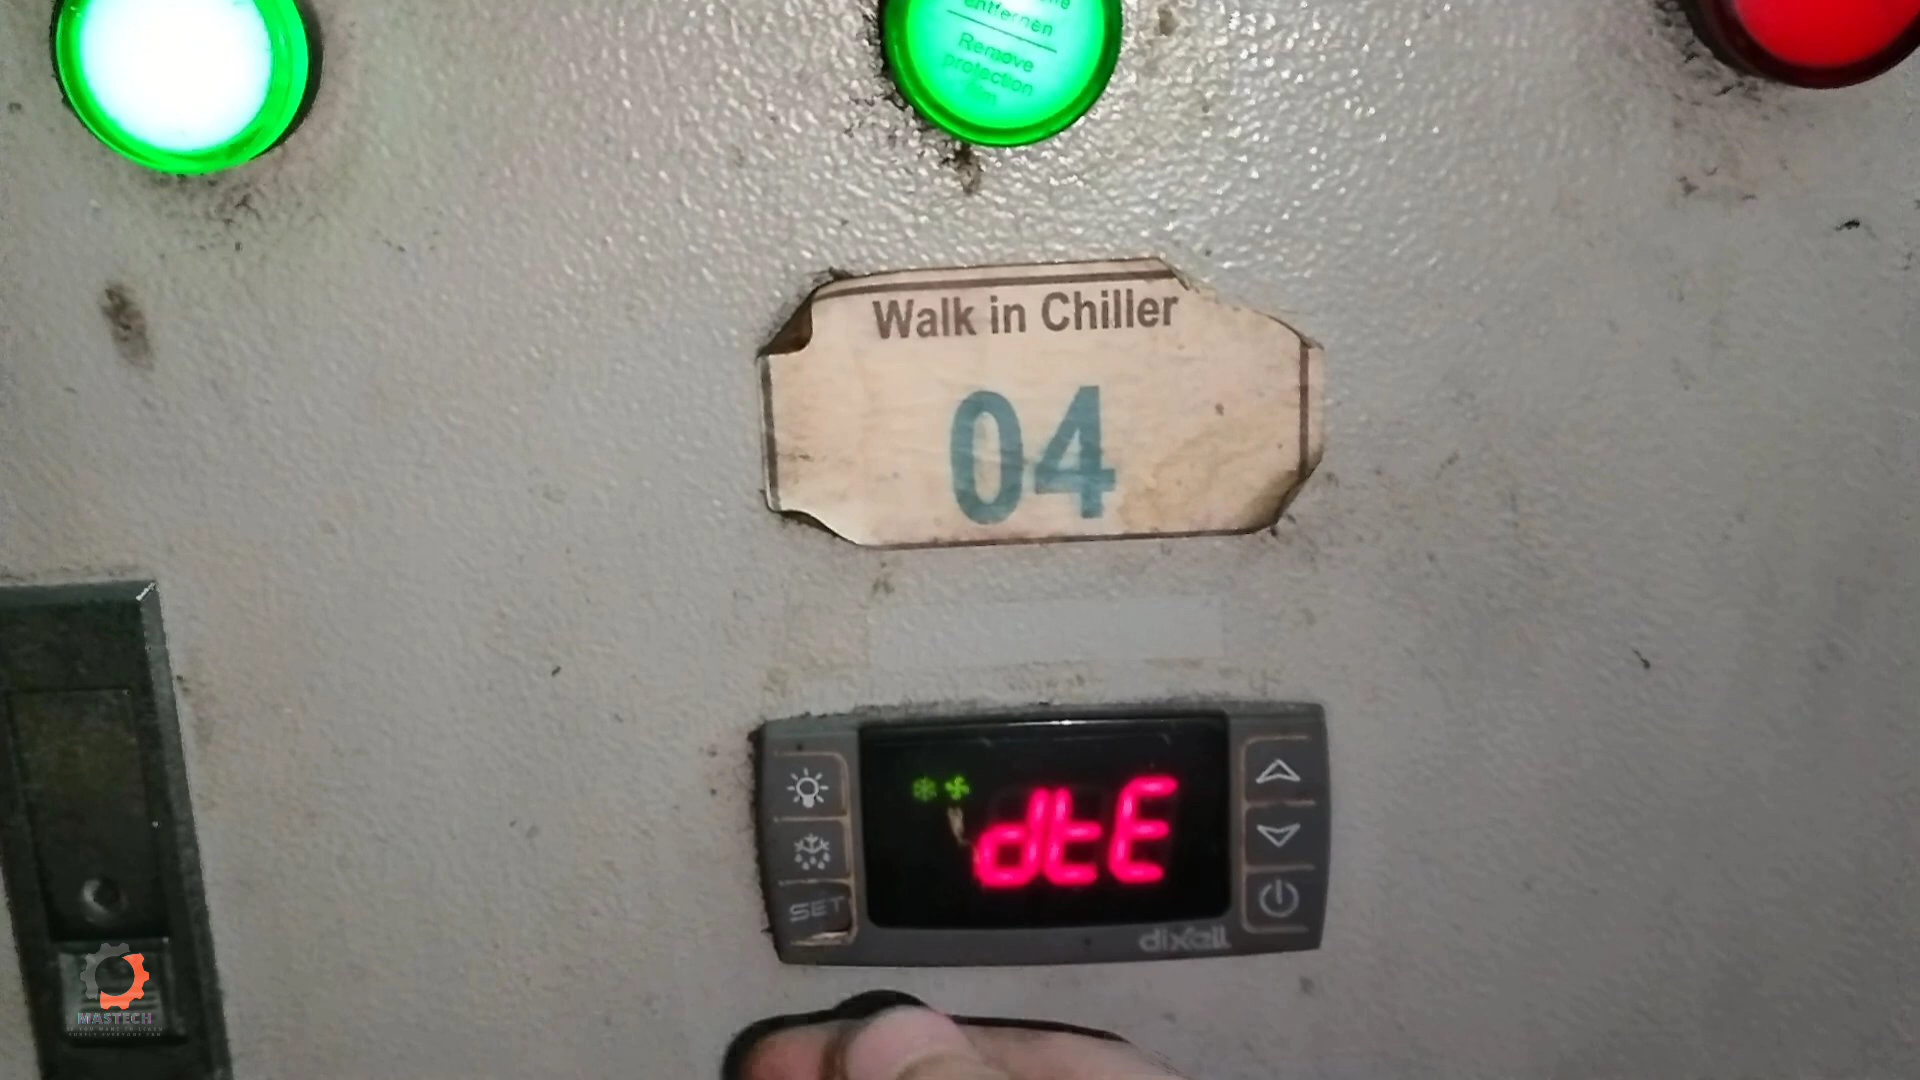 entfernen
Remove
protection
Walk in Chiller
04
dtE
SET
dixell
MASTECH